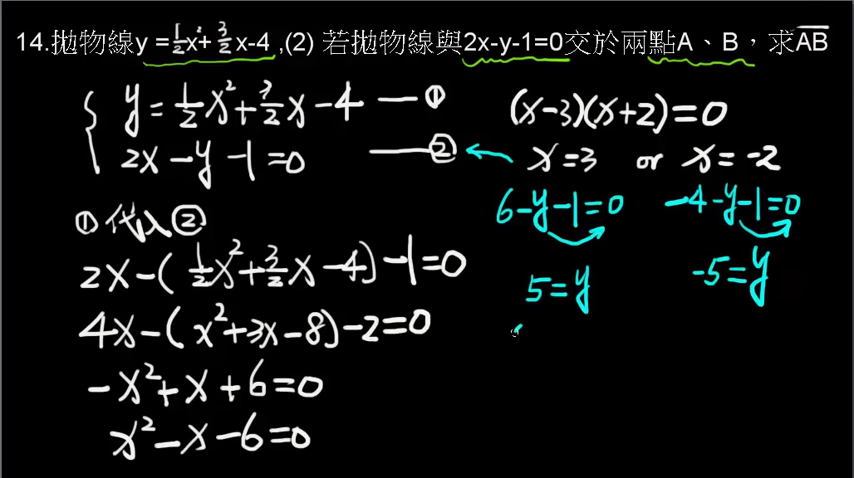 14.拋物線y =½x²+ 3/2 x-4 ,(2) 若拋物線與2x-y-1=0交於兩點A、B，求AB
y = ½x² + 3/2 x - 4 — ①
2x - y - 1 = 0 — ②
①代入②
2x - ( ½x² + 3/2 x - 4) - 1 = 0
4x - ( x² + 3x - 8) - 2 = 0
-x² + x + 6 = 0
x² - x - 6 = 0
(x-3)(x+2) = 0
x = 3 or x = -2
6 - y - 1 = 0 -4 - y - 1 = 0
5 = y -5 = y